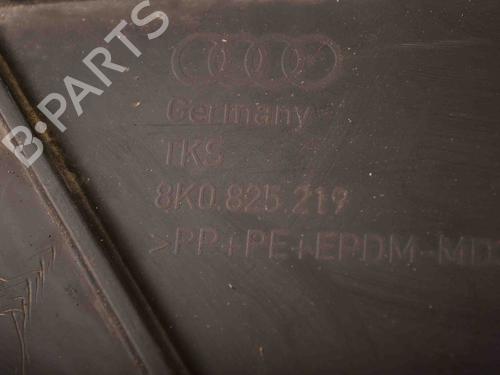 B-PARTS
Germany
TKS
8K0.825.219
>PP+PE+EPDM-MD